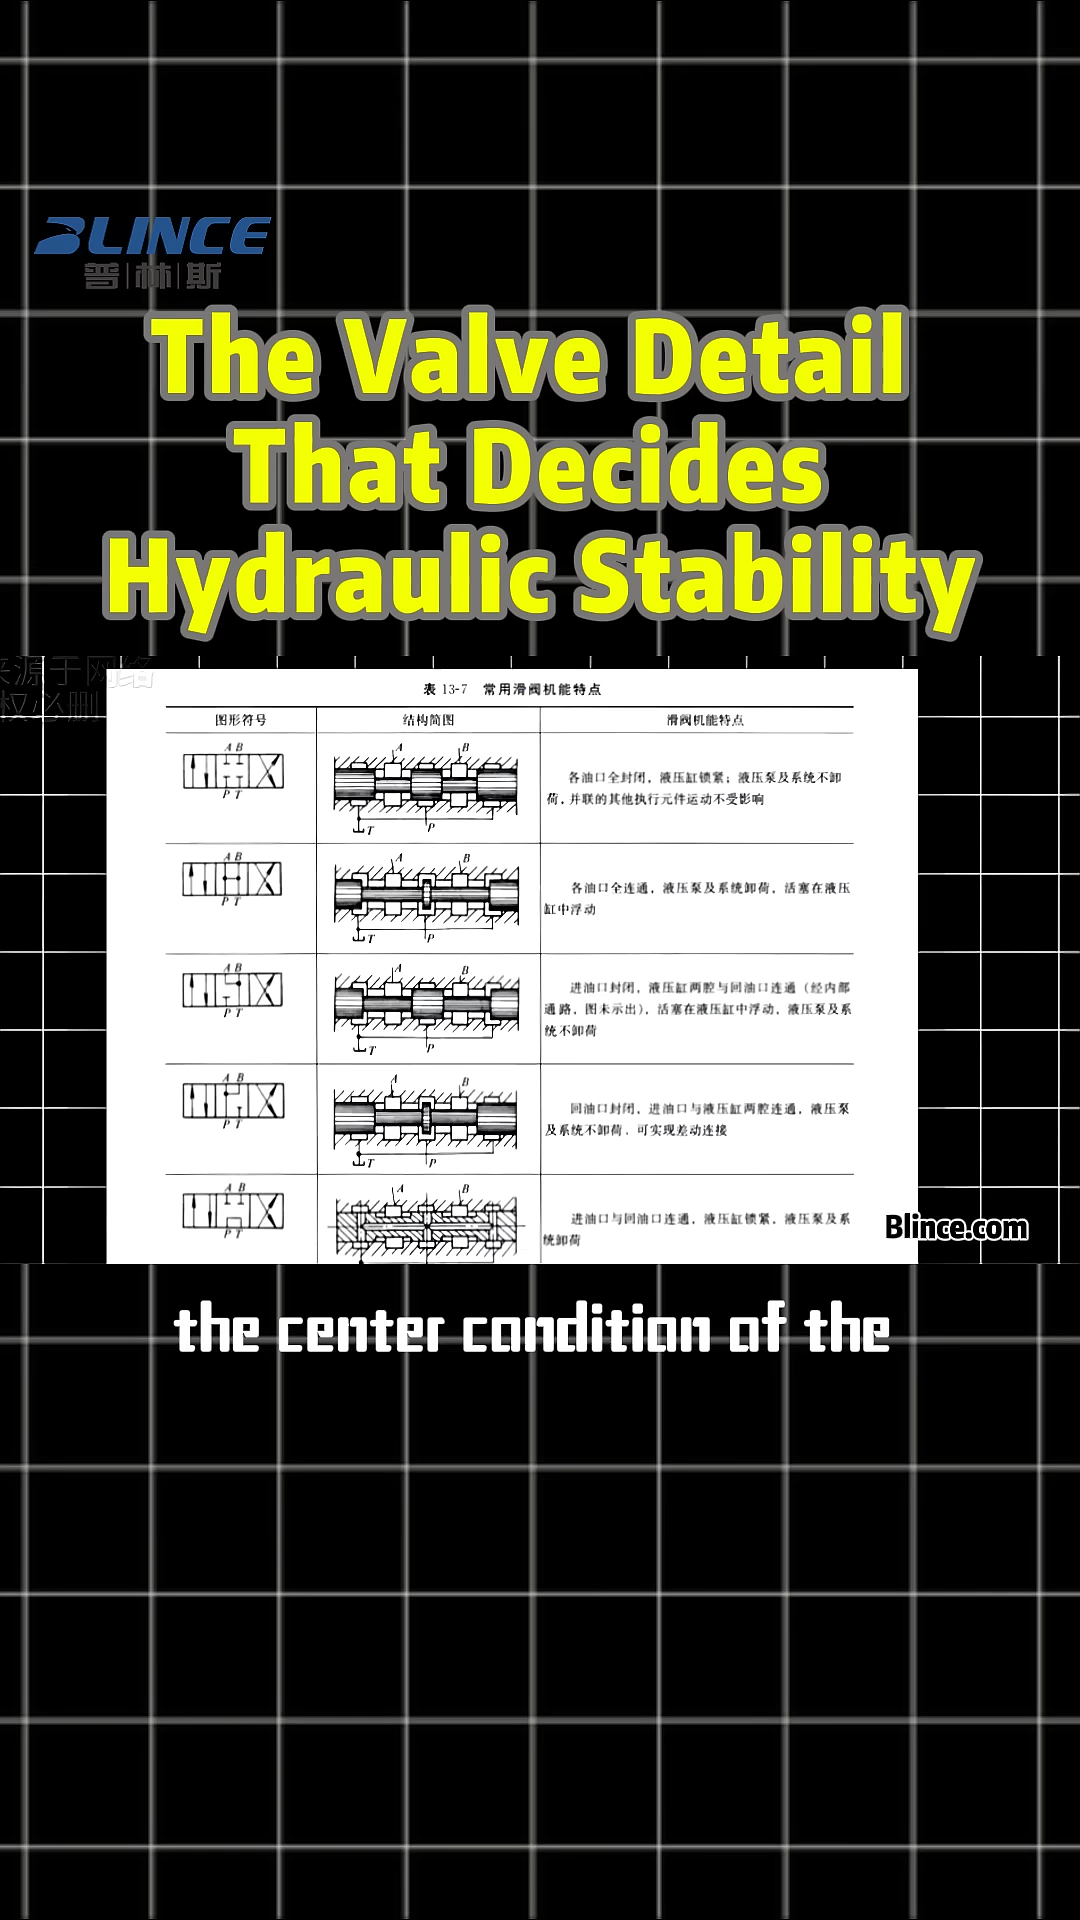 BLINCE
普|林|斯
The Valve Detail
That Decides
Hydraulic Stability
来源于网络
权必删
表 13-7 常用滑阀机能特点
图形符号 结构简图 滑阀机能特点
A B
P T
A B
T P
各油口全封闭，液压缸锁紧；液压泵及系统不卸
荷，并联的其他执行元件运动不受影响
A B
P T
A B
T P
各油口全连通，液压泵及系统卸荷，活塞在液压
缸中浮动
A B
P T
A B
T P
进油口封闭，液压缸两腔与回油口连通（经内部
通路，图未示出），活塞在液压缸中浮动，液压泵及系
统不卸荷
A B
P T
A B
T P
回油口封闭，进油口与液压缸两腔连通，液压泵
及系统不卸荷，可实现差动连接
A B
P T
A B
进油口与回油口连通，液压缸锁紧，液压泵及系
统卸荷
Blince.com
the center condition of the